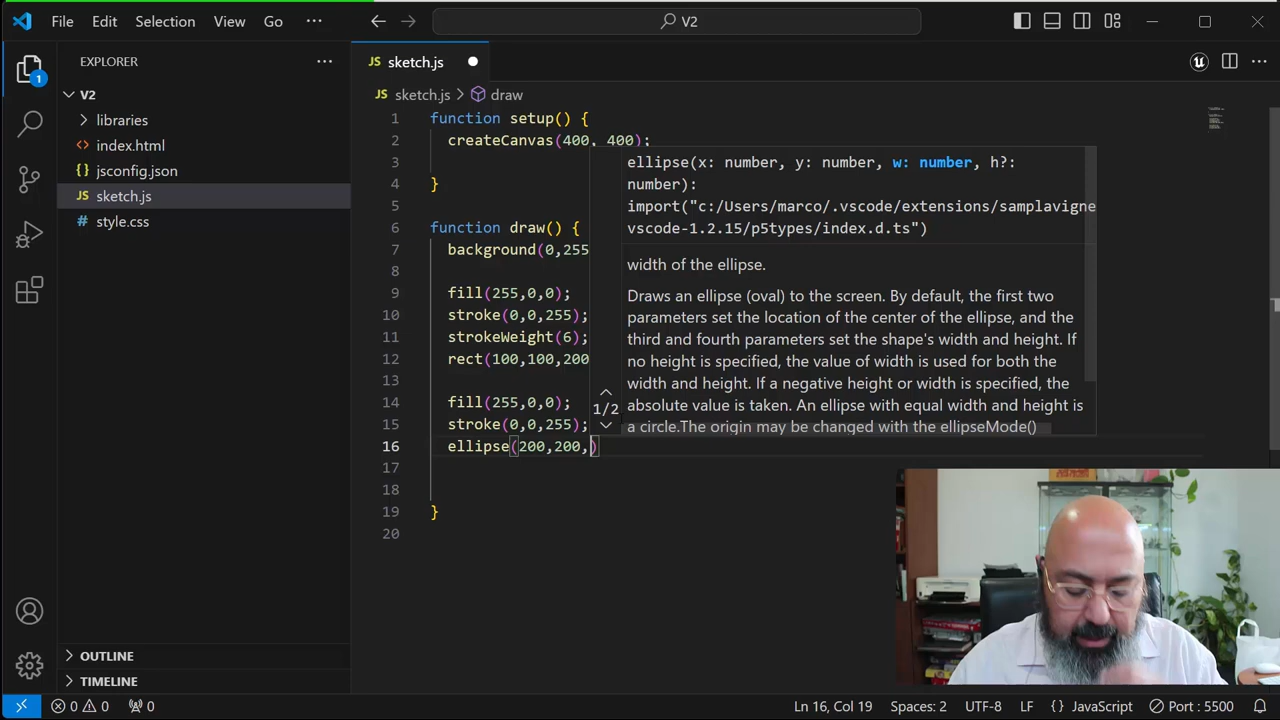 File Edit Selection View Go ··· V2
EXPLORER ···
V2
libraries
index.html
jsconfig.json
sketch.js
style.css
OUTLINE
TIMELINE
1
JS sketch.js
JS sketch.js > draw
1 function setup() {
2 createCanvas(400, 400);
3
4 }
5
6 function draw() {
7 background(0,255
8
9 fill(255,0,0);
10 stroke(0,0,255);
11 strokeWeight(6);
12 rect(100,100,200
13
14 fill(255,0,0);
15 stroke(0,0,255);
16 ellipse(200,200,)
17
18
19 }
20
ellipse(x: number, y: number, w: number, h?:
number):
import("c:/Users/marco/.vscode/extensions/samplavigne
vscode-1.2.15/p5types/index.d.ts")
width of the ellipse.
Draws an ellipse (oval) to the screen. By default, the first two
parameters set the location of the center of the ellipse, and the
third and fourth parameters set the shape's width and height. If
no height is specified, the value of width is used for both the
width and height. If a negative height or width is specified, the
absolute value is taken. An ellipse with equal width and height is
a circle.The origin may be changed with the ellipseMode()
1/2
0 0 0 Ln 16, Col 19 Spaces: 2 UTF-8 LF {} JavaScript Port : 5500